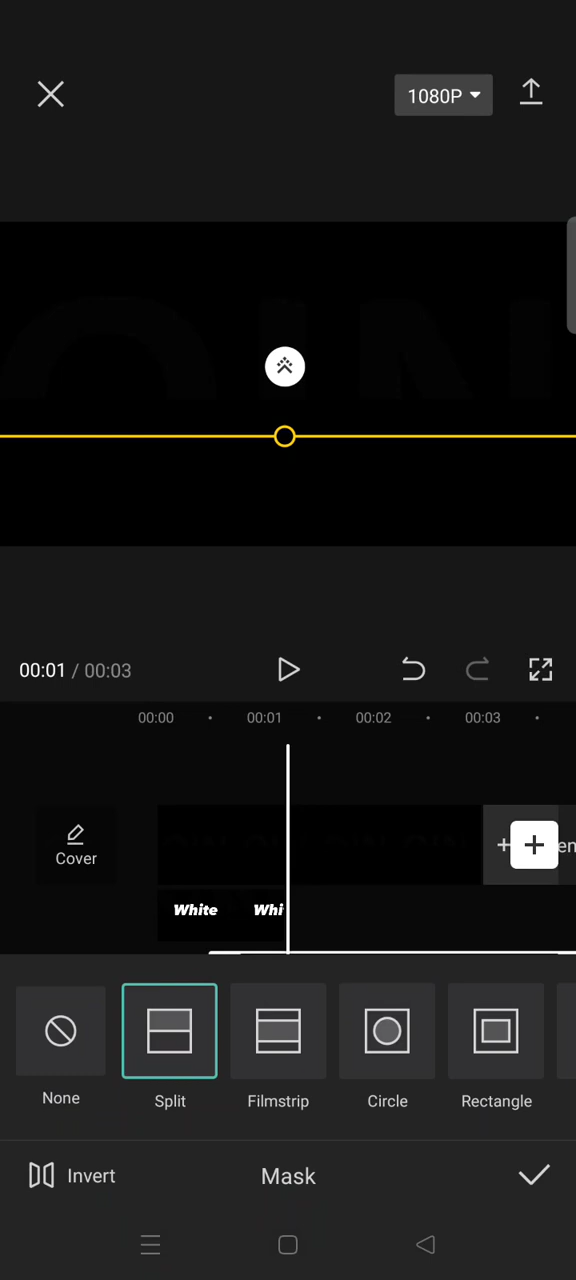 1080P
00:01 / 00:03
00:00 00:01 00:02 00:03
Cover
White Whi
None Split Filmstrip Circle Rectangle
Invert Mask